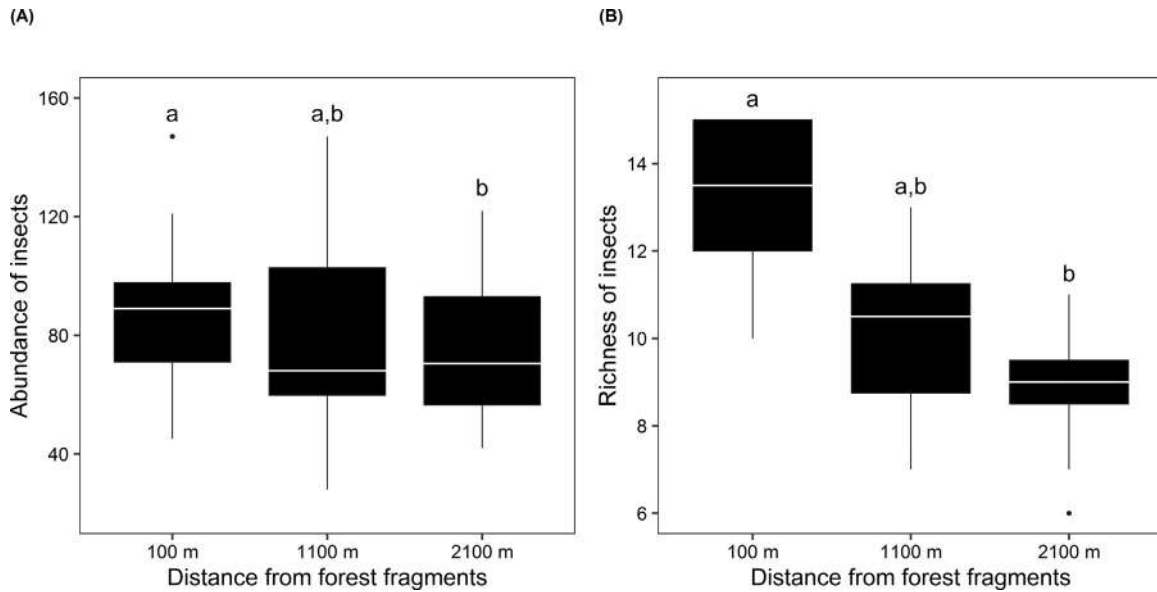 (A)
Abundance of insects
160
120
80
40
a
a,b
b
100 m
1100 m
2100 m
Distance from forest fragments
(B)
Richness of insects
14
12
10
8
6
a
a,b
b
100 m
1100 m
2100 m
Distance from forest fragments